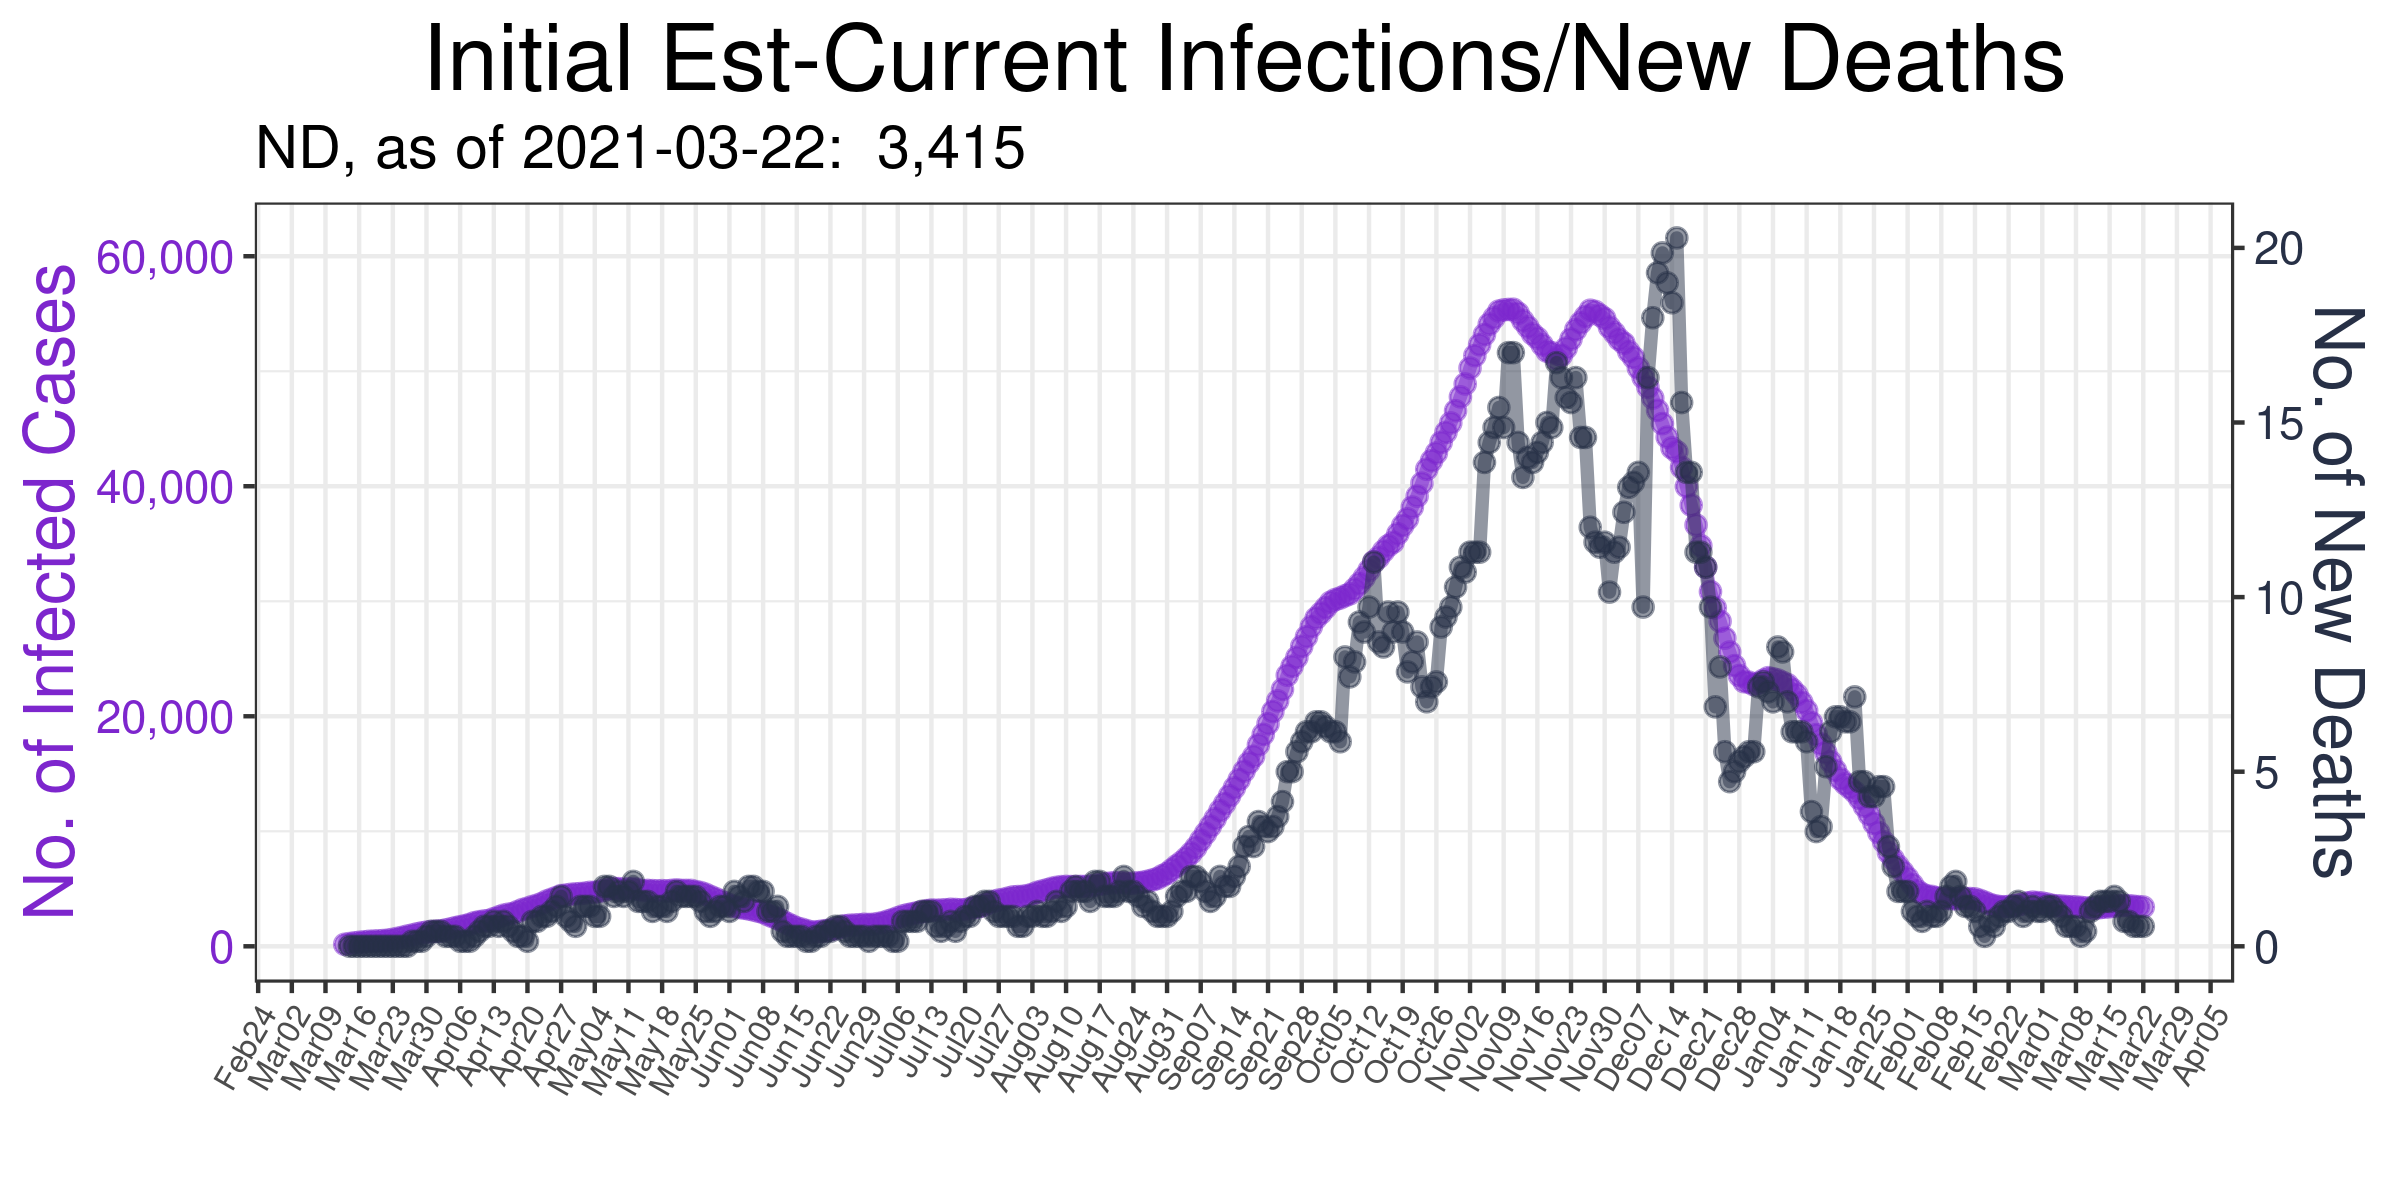 Initial Est-Current Infections/New Deaths
ND, as of 2021-03-22:  3,415
No. of Infected Cases
60,000
40,000
20,000
0
20
15
10
5
0
No. of New Deaths
Feb24
Mar02
Mar09
Mar16
Mar23
Mar30
Apr06
Apr13
Apr20
Apr27
May04
May11
May18
May25
Jun01
Jun08
Jun15
Jun22
Jun29
Jul06
Jul13
Jul20
Jul27
Aug03
Aug10
Aug17
Aug24
Aug31
Sep07
Sep14
Sep21
Sep28
Oct05
Oct12
Oct19
Oct26
Nov02
Nov09
Nov16
Nov23
Nov30
Dec07
Dec14
Dec21
Dec28
Jan04
Jan11
Jan18
Jan25
Feb01
Feb08
Feb15
Feb22
Mar01
Mar08
Mar15
Mar22
Mar29
Apr05